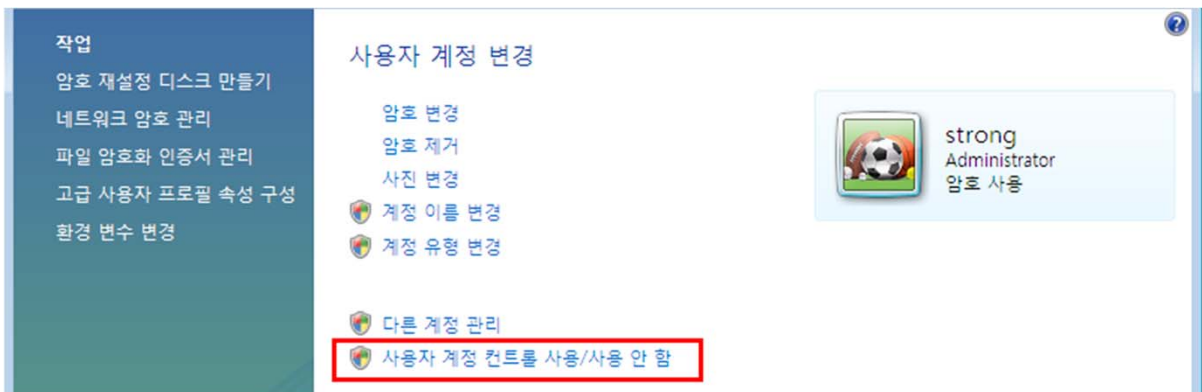 작업
암호 재설정 디스크 만들기
네트워크 암호 관리
파일 암호화 인증서 관리
고급 사용자 프로필 속성 구성
환경 변수 변경
사용자 계정 변경
암호 변경
암호 제거
사진 변경
계정 이름 변경
계정 유형 변경
다른 계정 관리
사용자 계정 컨트롤 사용/사용 안 함
strong
Administrator
암호 사용